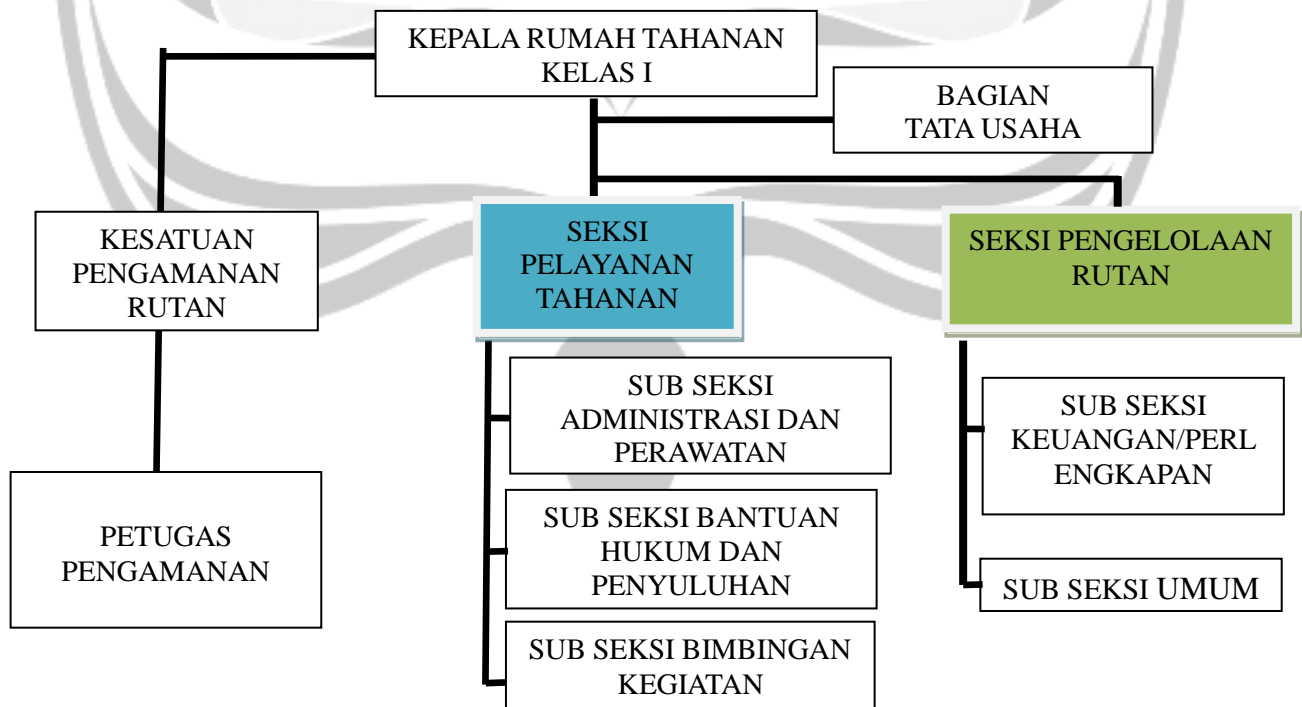 KEPALA RUMAH TAHANAN
KELAS I
BAGIAN
TATA USAHA
KESATUAN
PENGAMANAN
RUTAN
SEKSI
PELAYANAN
TAHANAN
SEKSI PENGELOLAAN
RUTAN
SUB SEKSI
ADMINISTRASI DAN
PERAWATAN
SUB SEKSI
KEUANGAN/PERL
ENGKAPAN
PETUGAS
PENGAMANAN
SUB SEKSI BANTUAN
HUKUM DAN
PENYULUHAN
SUB SEKSI UMUM
SUB SEKSI BIMBINGAN
KEGIATAN